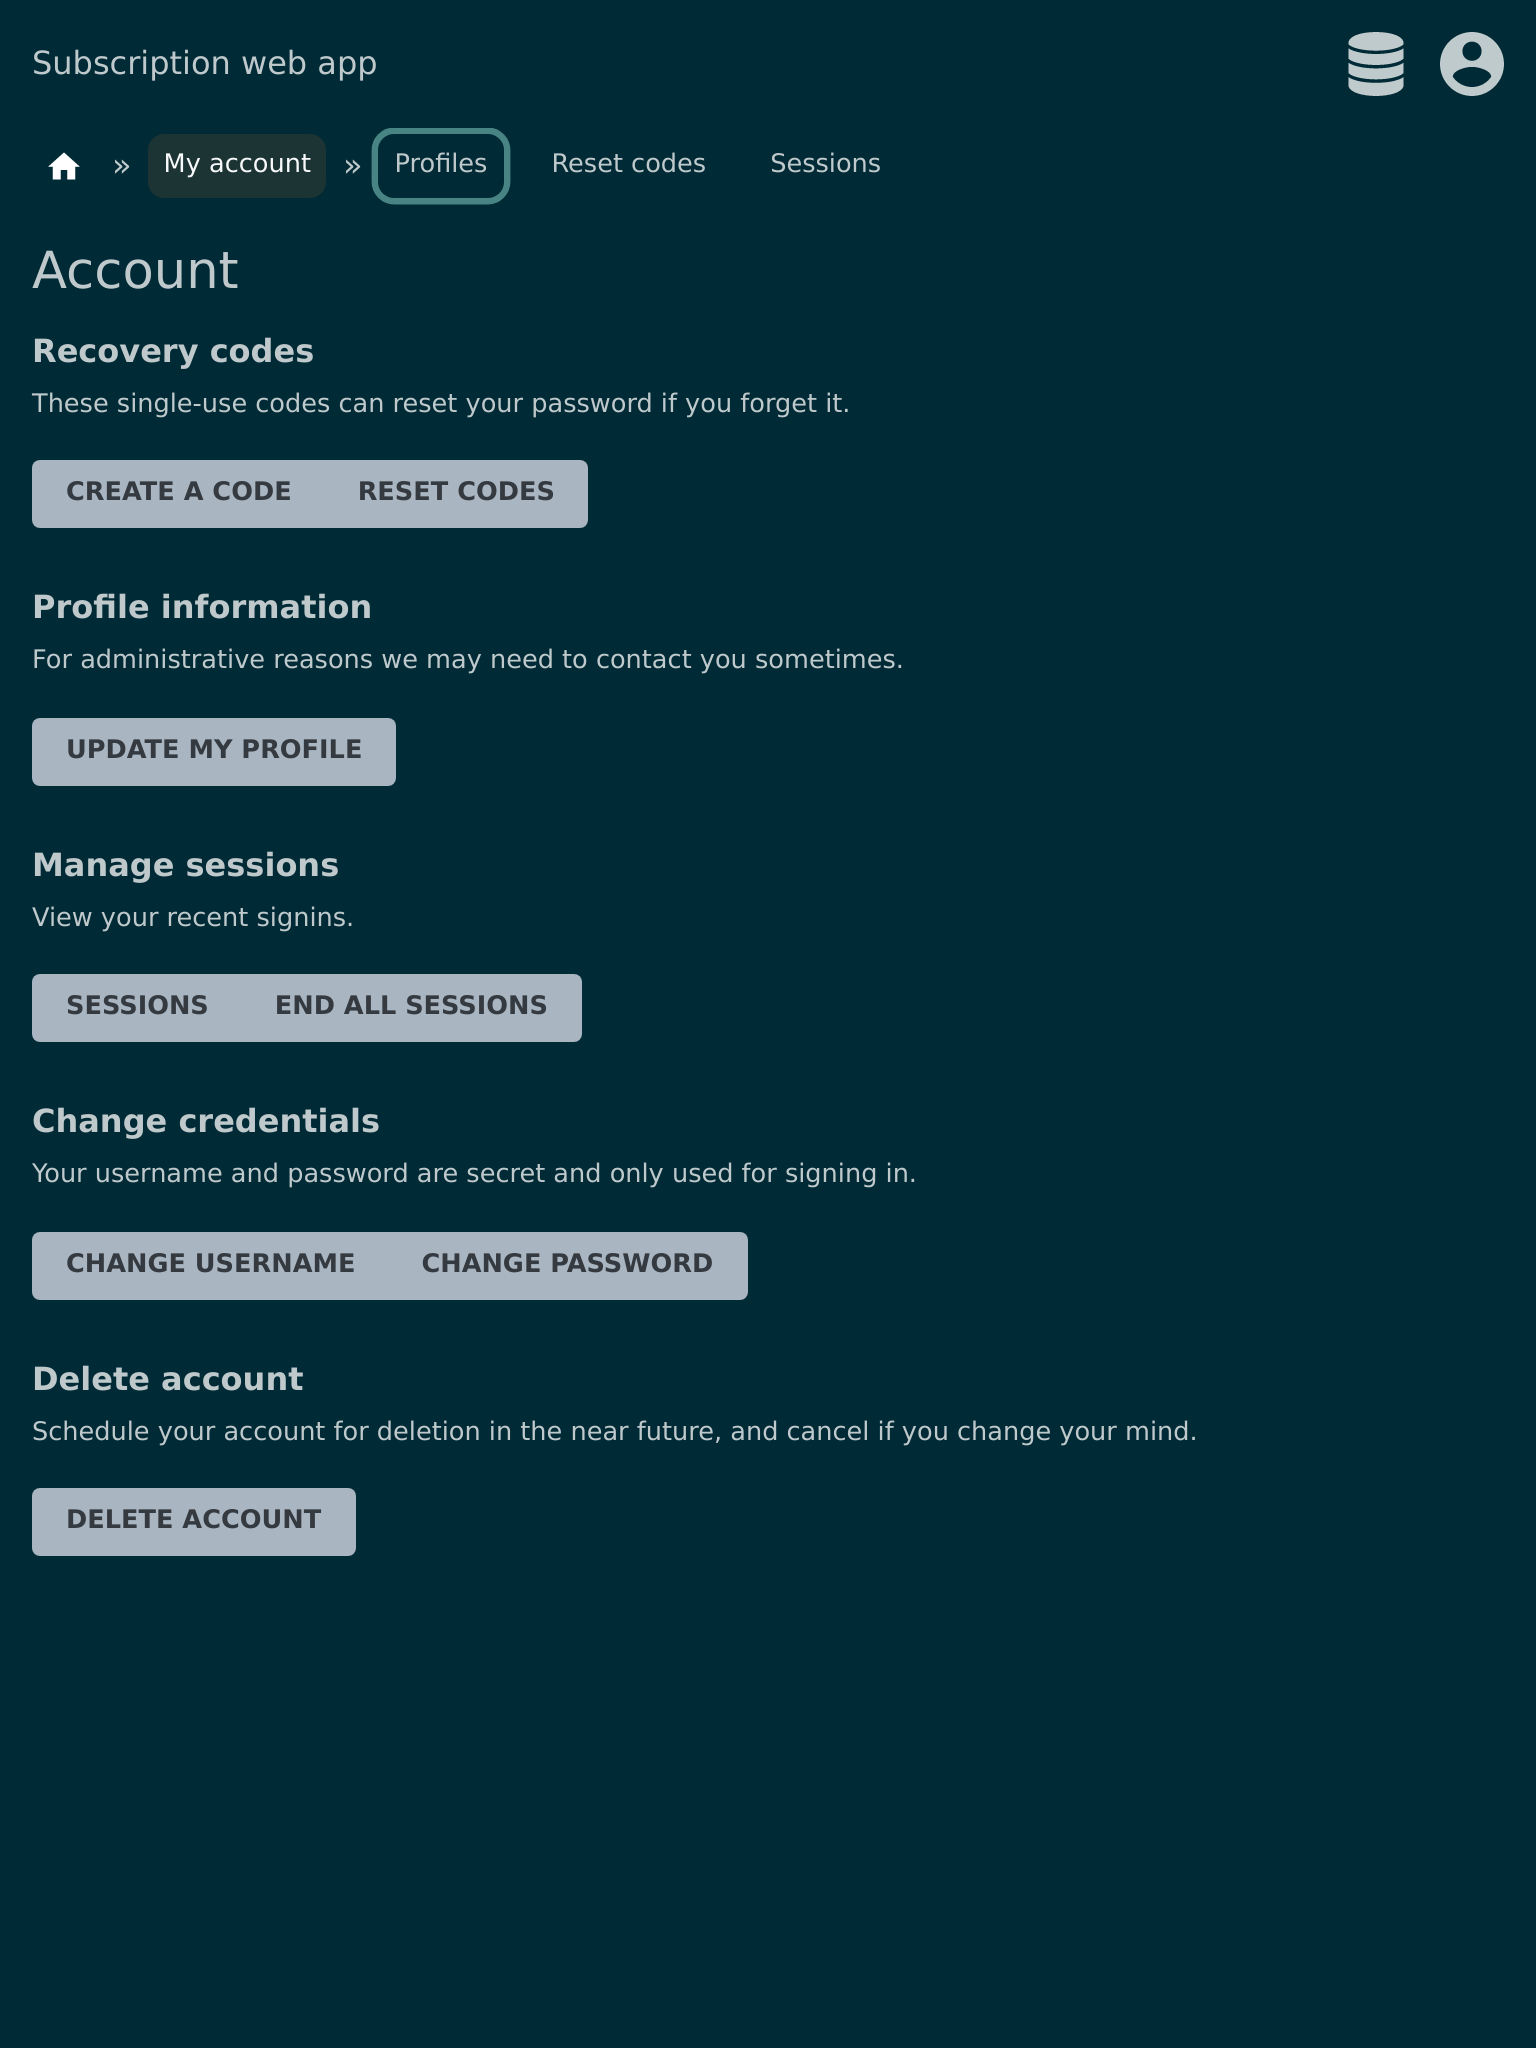 Subscription web app
» My account » Profiles Reset codes Sessions
Account
Recovery codes
These single-use codes can reset your password if you forget it.
CREATE A CODE RESET CODES
Profile information
For administrative reasons we may need to contact you sometimes.
UPDATE MY PROFILE
Manage sessions
View your recent signins.
SESSIONS END ALL SESSIONS
Change credentials
Your username and password are secret and only used for signing in.
CHANGE USERNAME CHANGE PASSWORD
Delete account
Schedule your account for deletion in the near future, and cancel if you change your mind.
DELETE ACCOUNT